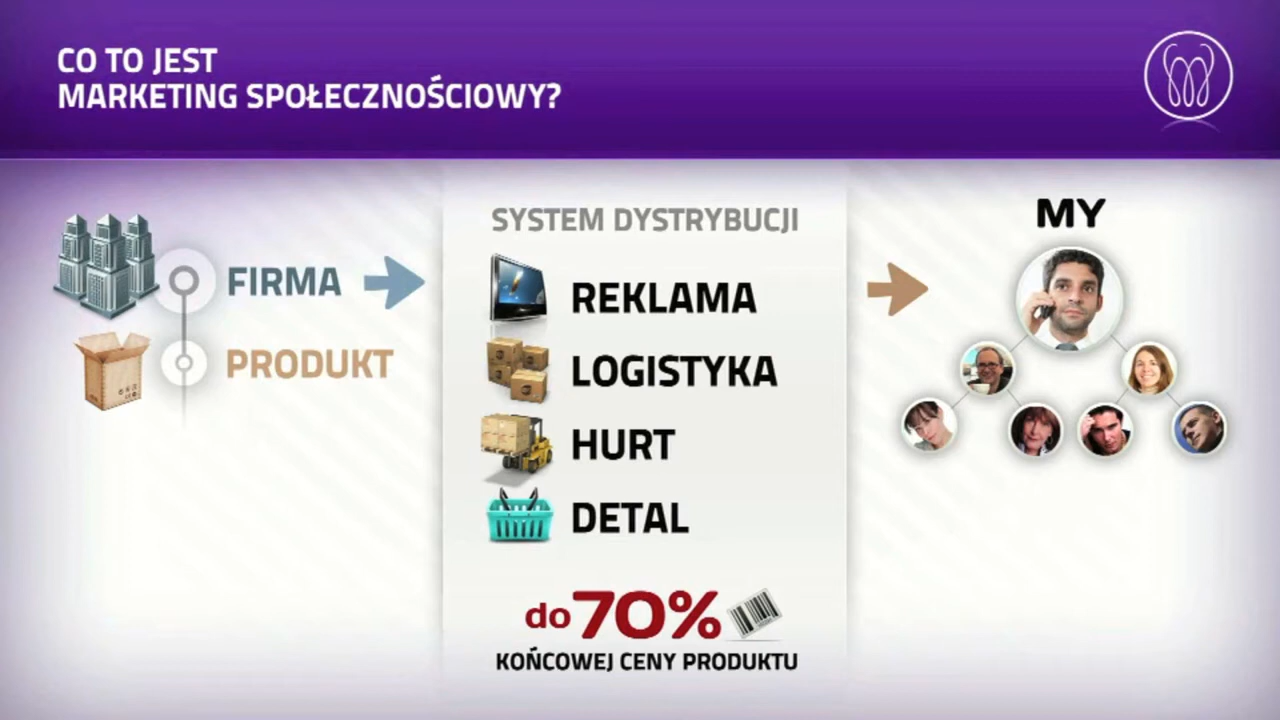 CO TO JEST
MARKETING SPOŁECZNOŚCIOWY?
FIRMA
PRODUKT
SYSTEM DYSTRYBUCJI
REKLAMA
LOGISTYKA
HURT
DETAL
do 70%
KOŃCOWEJ CENY PRODUKTU
MY